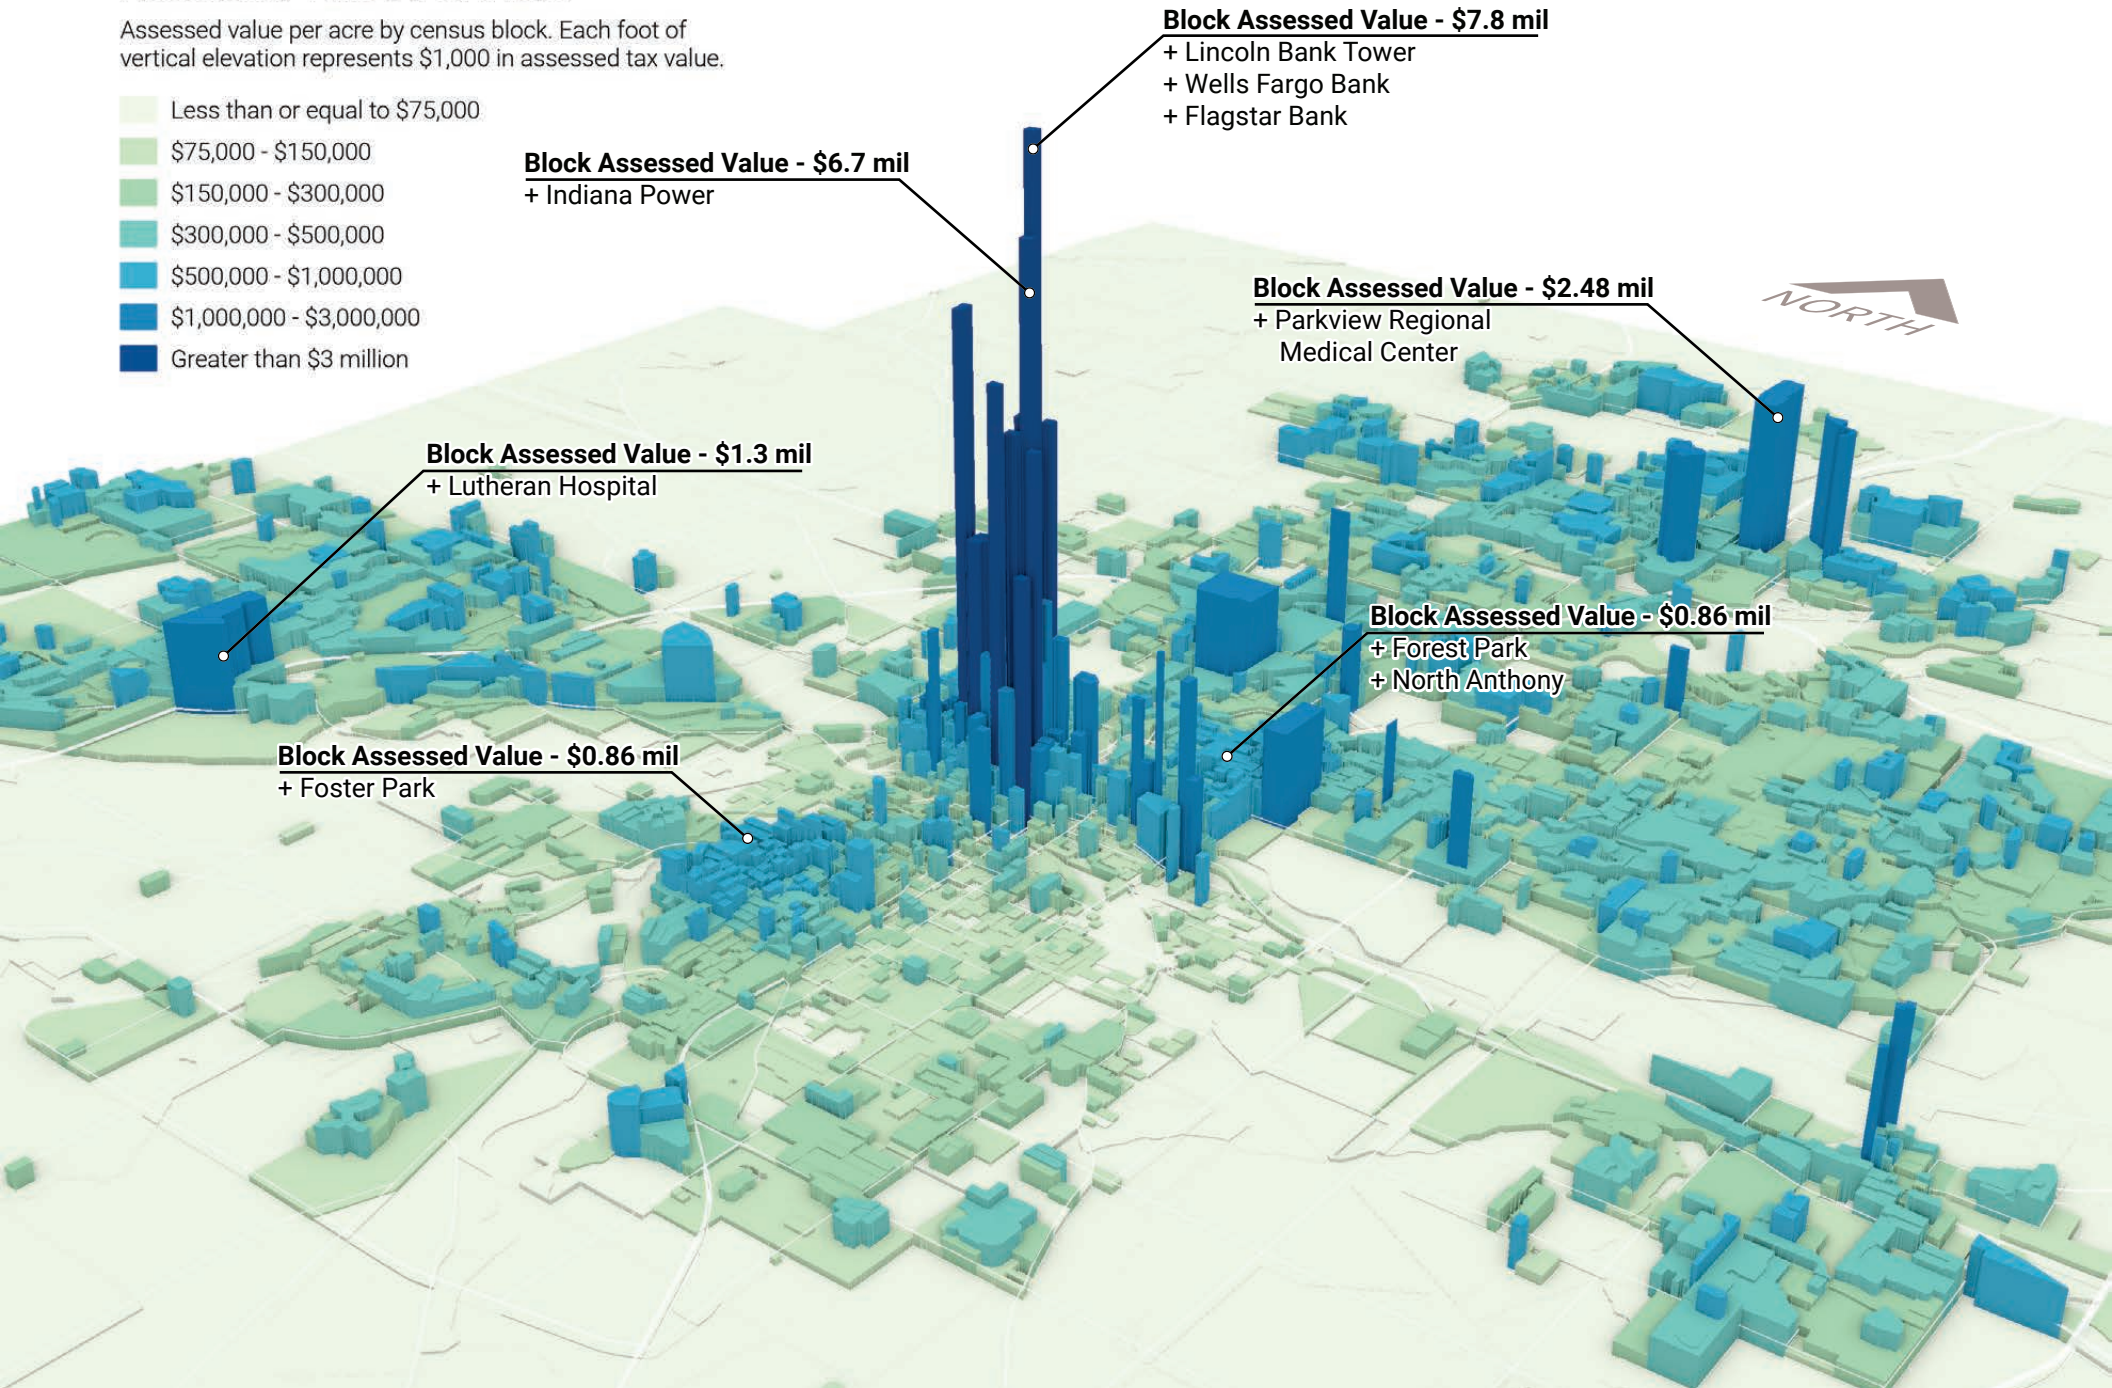 Assessed value per acre by census block. Each foot of
vertical elevation represents $1,000 in assessed tax value.
Less than or equal to $75,000
$75,000 - $150,000
$150,000 - $300,000
$300,000 - $500,000
$500,000 - $1,000,000
$1,000,000 - $3,000,000
Greater than $3 million
Block Assessed Value - $7.8 mil
+ Lincoln Bank Tower
+ Wells Fargo Bank
+ Flagstar Bank
Block Assessed Value - $6.7 mil
+ Indiana Power
Block Assessed Value - $2.48 mil
+ Parkview Regional
Medical Center
NORTH
Block Assessed Value - $1.3 mil
+ Lutheran Hospital
Block Assessed Value - $0.86 mil
+ Forest Park
+ North Anthony
Block Assessed Value - $0.86 mil
+ Foster Park